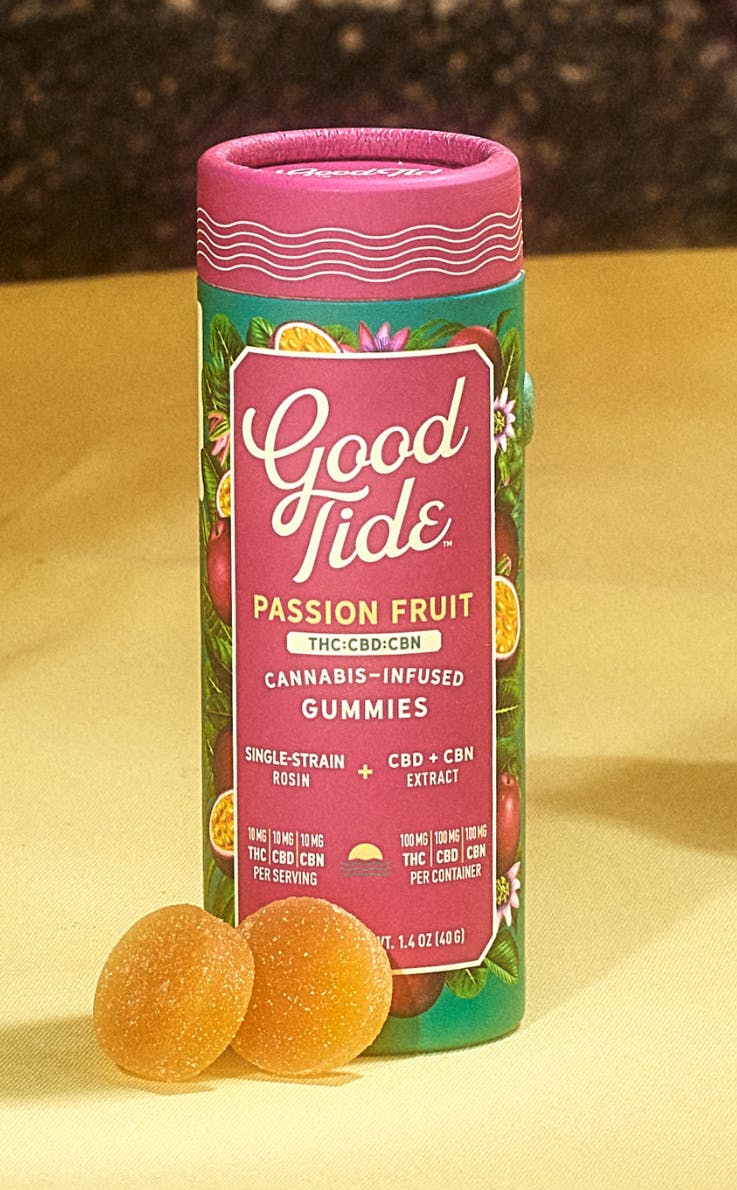 Good
Tide™
PASSION FRUIT
THC:CBD:CBN
CANNABIS-INFUSED
GUMMIES
SINGLE-STRAIN
ROSIN
+
CBD + CBN
EXTRACT
10 MG | 10 MG | 10 MG
THC | CBD | CBN
PER SERVING
100 MG | 100 MG | 100 MG
THC | CBD | CBN
PER CONTAINER
WT. 1.4 OZ (40 G)